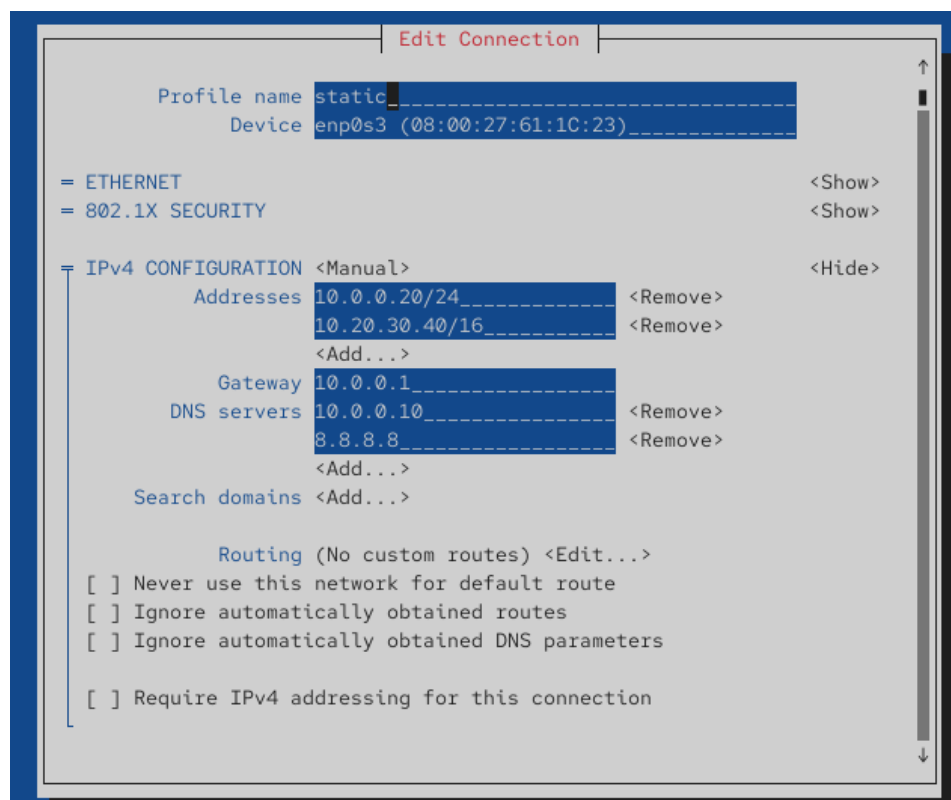 Edit Connection
Profile name static_
Device enp0s3 (08:00:27:61:1C:23)
= ETHERNET <Show>
= 802.1X SECURITY <Show>
IPv4 CONFIGURATION <Manual> <Hide>
Addresses 10.0.0.20/24 <Remove>
10.20.30.40/16 <Remove>
<Add...>
Gateway 10.0.0.1
DNS servers 10.0.0.10 <Remove>
8.8.8.8 <Remove>
<Add...>
Search domains <Add...>
Routing (No custom routes) <Edit...>
[ ] Never use this network for default route
[ ] Ignore automatically obtained routes
[ ] Ignore automatically obtained DNS parameters
[ ] Require IPv4 addressing for this connection